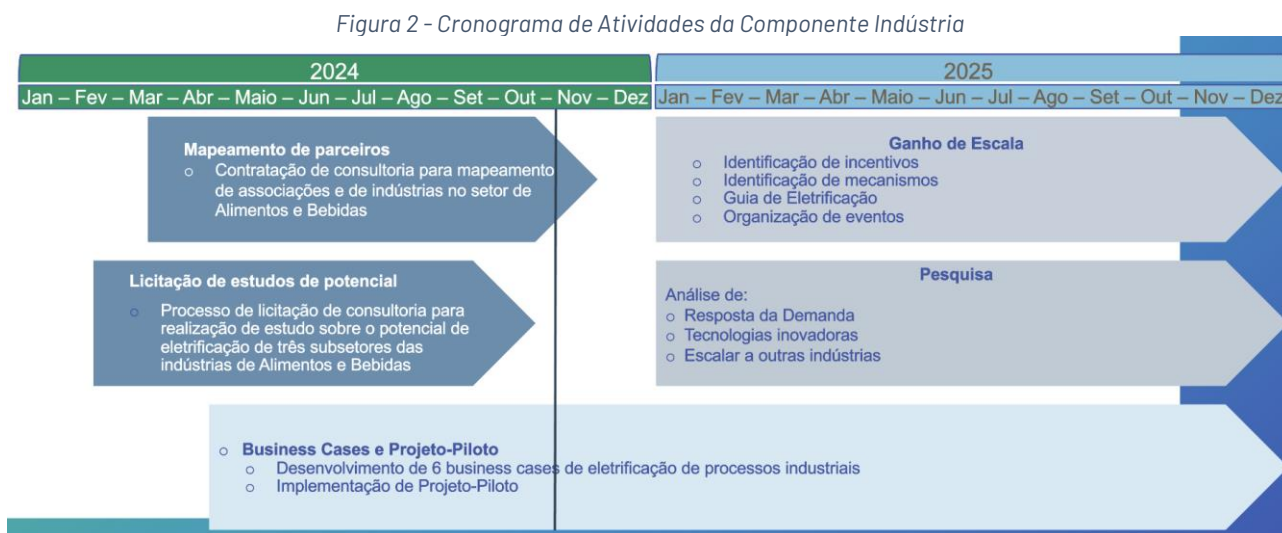 Figura 2 - Cronograma de Atividades da Componente Indústria
2024
2025
Jan – Fev – Mar – Abr – Maio – Jun – Jul – Ago – Set – Out – Nov – Dez
Jan – Fev – Mar – Abr – Maio – Jun – Jul – Ago – Set – Out – Nov – Dez
Mapeamento de parceiros
o Contratação de consultoria para mapeamento
de associações e de indústrias no setor de
Alimentos e Bebidas
Ganho de Escala
o Identificação de incentivos
o Identificação de mecanismos
o Guia de Eletrificação
o Organização de eventos
Licitação de estudos de potencial
o Processo de licitação de consultoria para
realização de estudo sobre o potencial de
eletrificação de três subsetores das
indústrias de Alimentos e Bebidas
Pesquisa
Análise de:
o Resposta da Demanda
o Tecnologias inovadoras
o Escalar a outras indústrias
o Business Cases e Projeto-Piloto
o Desenvolvimento de 6 business cases de eletrificação de processos industriais
o Implementação de Projeto-Piloto